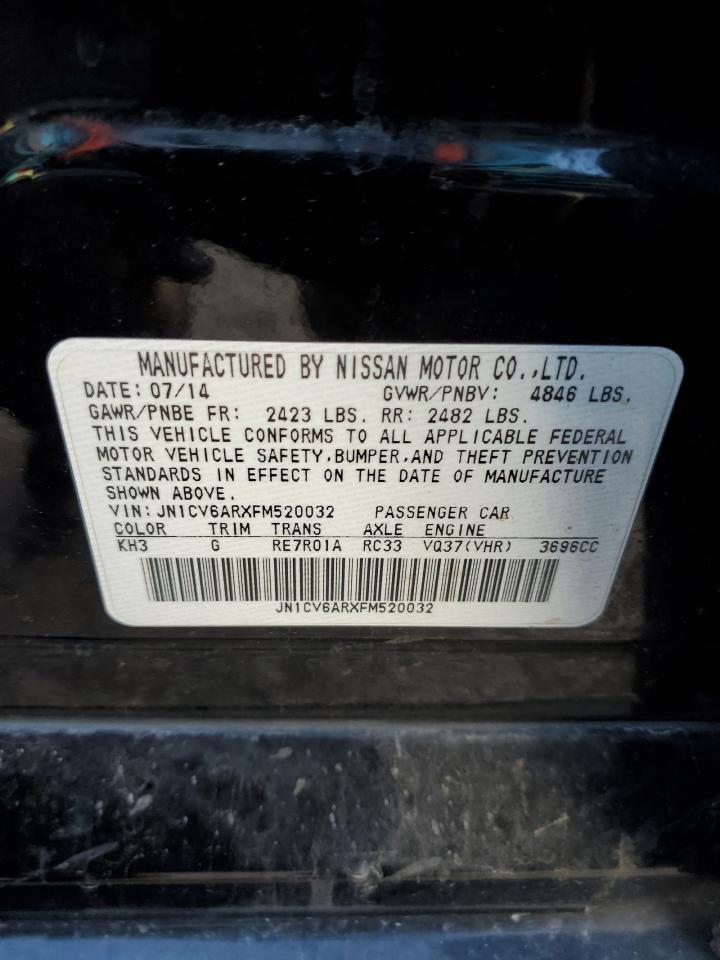 MANUFACTURED BY NISSAN MOTOR CO.,LTD.
DATE: 07/14 GVWR/PNBV: 4846 LBS.
GAWR/PNBE FR: 2423 LBS. RR: 2482 LBS.
THIS VEHICLE CONFORMS TO ALL APPLICABLE FEDERAL
MOTOR VEHICLE SAFETY,BUMPER,AND THEFT PREVENTION
STANDARDS IN EFFECT ON THE DATE OF MANUFACTURE
SHOWN ABOVE.
VIN: JN1CV6ARXFM520032 PASSENGER CAR
COLOR TRIM TRANS AXLE ENGINE
KH3 G RE7R01A RC33 VQ37(VHR) 3696CC
JN1CV6ARXFM520032